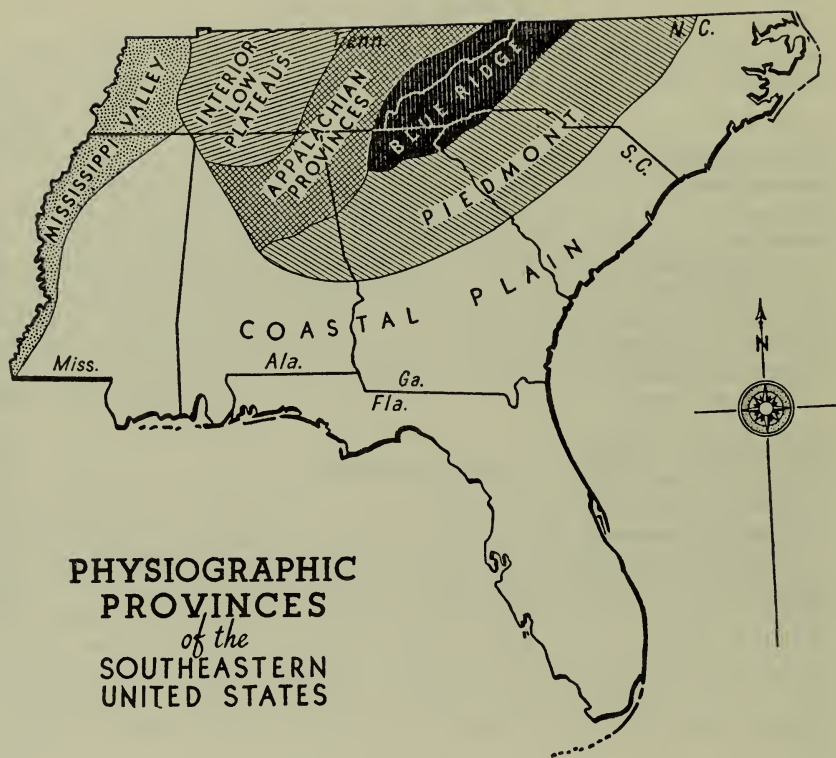 MISSISSIPPI VALLEY
INTERIOR
LOW
PLATEAUS
Tenn.
APPALACHIAN
PROVINCES
BLUE RIDGE
N. C.
PIEDMONT
S.C.
COASTAL PLAIN
Miss.
Ala.
Ga.
Fla.
N
PHYSIOGRAPHIC
PROVINCES
of the
SOUTHEASTERN
UNITED STATES